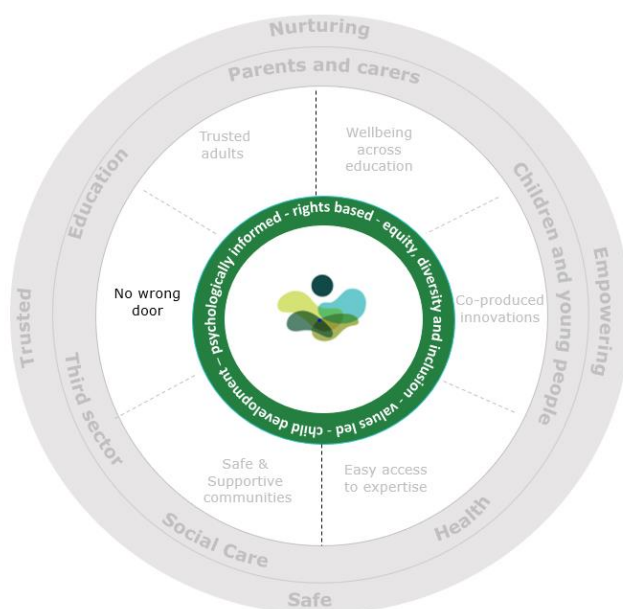 Nurturing
Parents and carers
Trusted
adults
Wellbeing
across
education
Education
Children and young people
psychologically informed - rights based - equity, diversity and inclusion - values led - child development –
No wrong
door
Co-produced
innovations
Trusted
Empowering
Third sector
Safe &
Supportive
communities
Easy access
to expertise
Social Care
Health
Safe